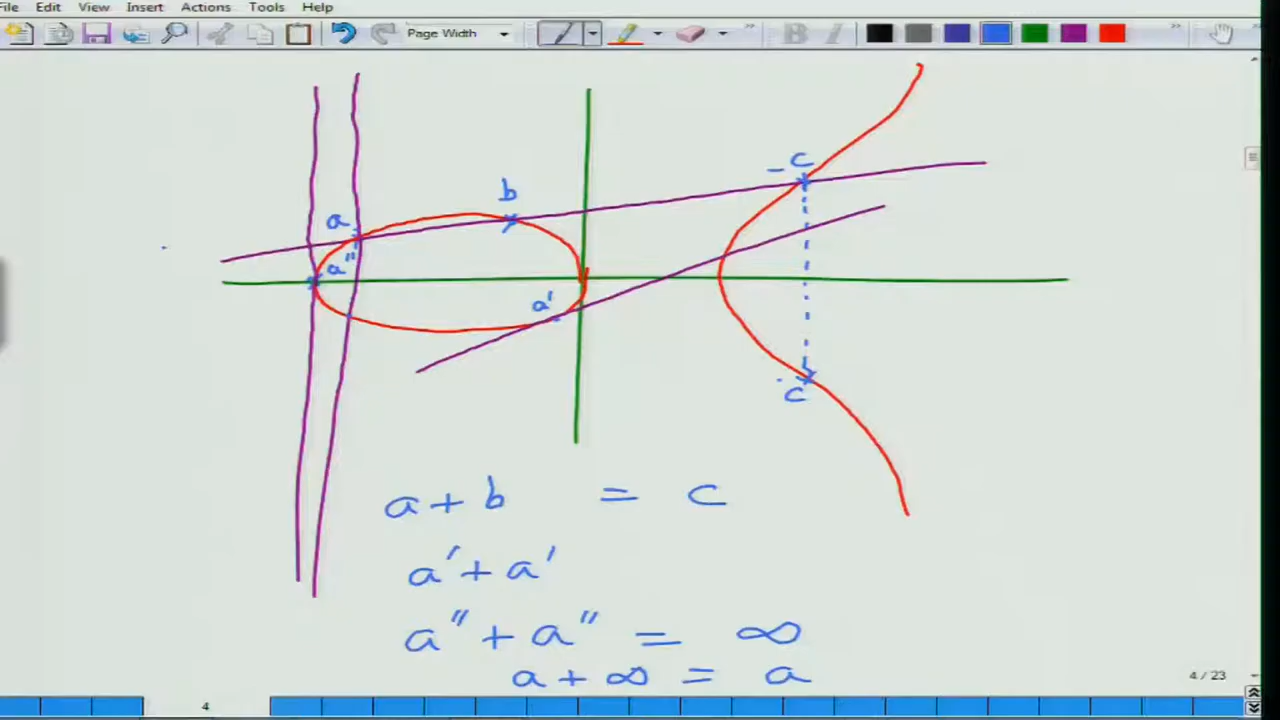 File Edit View Insert Actions Tools Help
Page Width
-c
b
a
a"
a'
c
a + b = c
a' + a'
a" + a" = ∞
a + ∞ = a
4 / 23
4